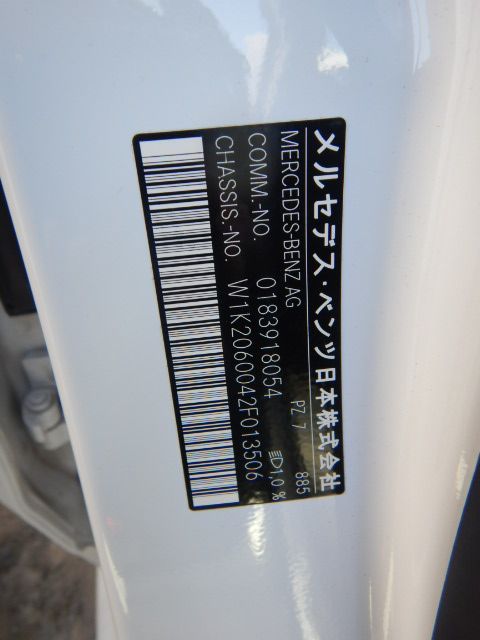 メルセデス・ベンツ日本株式会社
MERCEDES-BENZ AG PZ. 7 885
COMM.-NO. 0183918054 1,0 %
CHASSIS.-NO. W1K2060042F013506